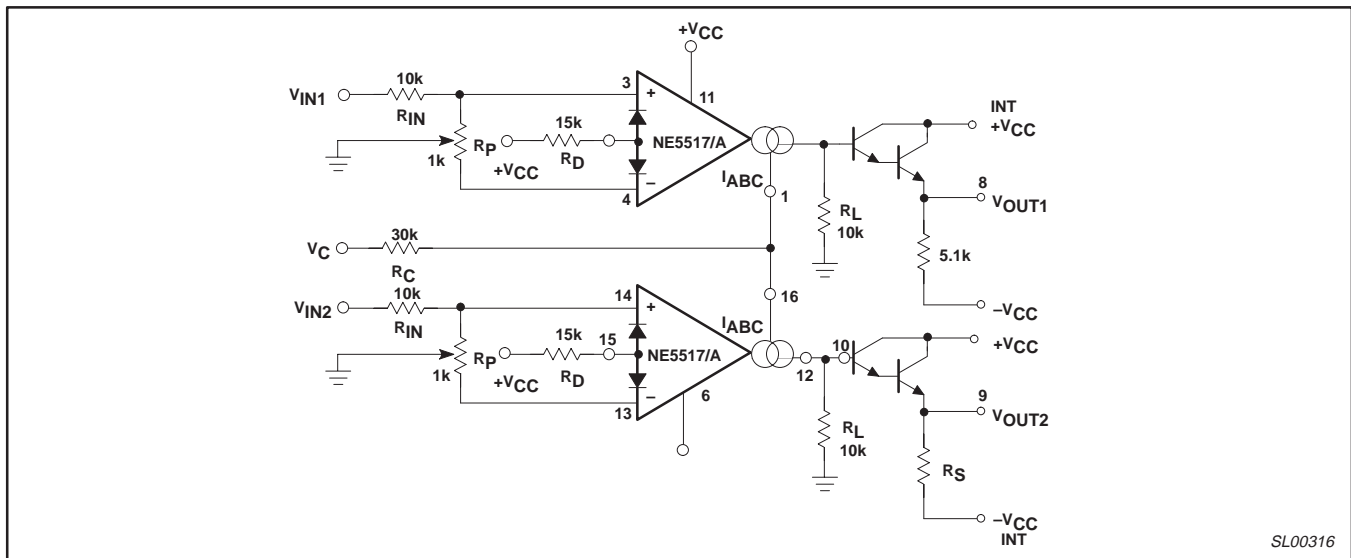 +VCC
10k
VIN1
RIN
3
+
11
INT
+VCC
15k
RP
1k
+VCC
RD
NE5517/A
IABC
–
4
1
8
VOUT1
RL
10k
5.1k
VC
30k
RC
16
–VCC
10k
VIN2
RIN
14
+
IABC
+VCC
15k
15
RP
1k
+VCC
RD
NE5517/A
10
12
–
13
6
9
VOUT2
RL
10k
RS
–VCC
INT
SL00316